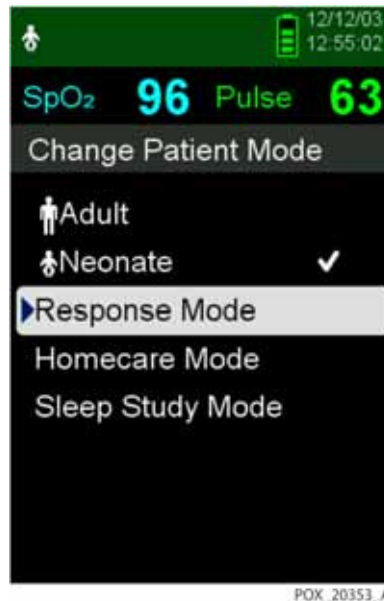 12/12/03
12:55:02
SpO₂ 96 Pulse 63
Change Patient Mode
Adult
Neonate
Response Mode
Homecare Mode
Sleep Study Mode
POX_20353_A